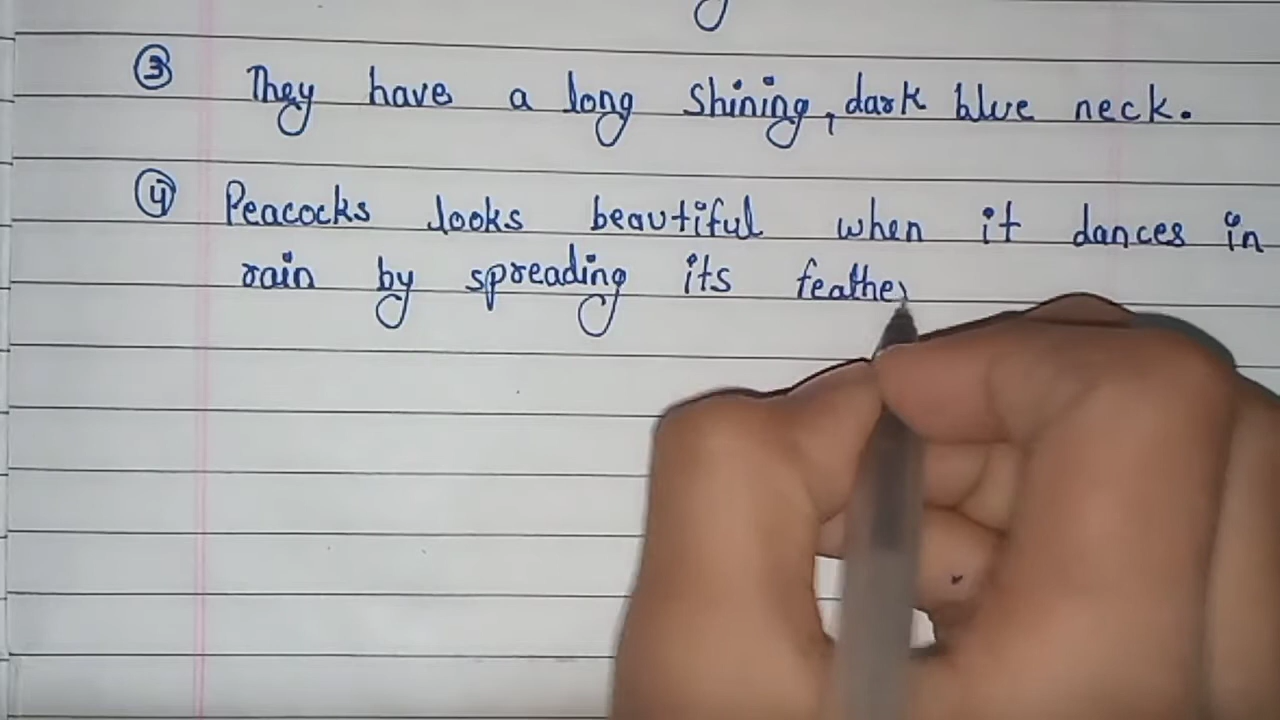 ③ They have a long shining, dark blue neck.
④ Peacocks looks beautiful when it dances in
rain by spreading its feather